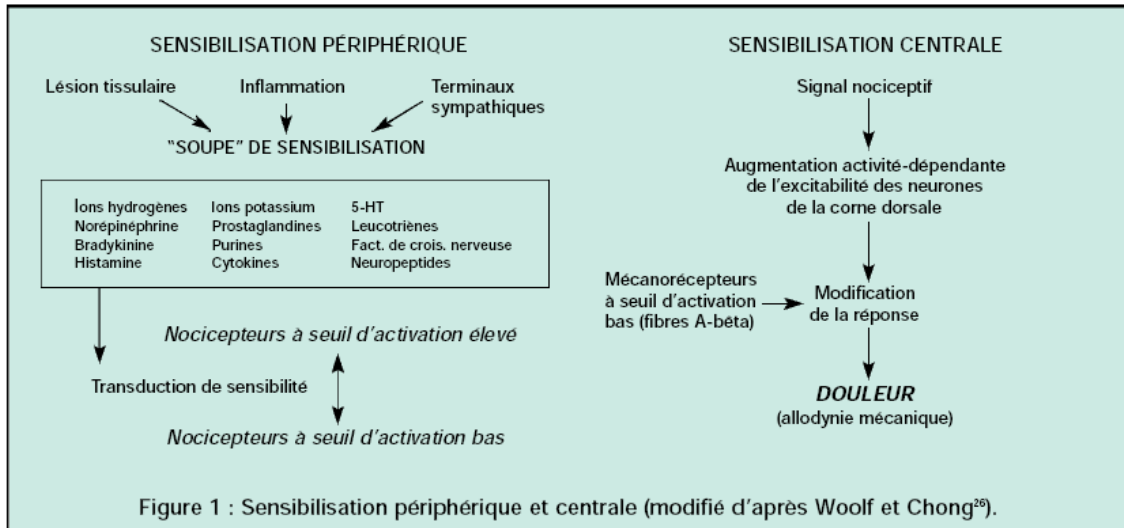 SENSIBILISATION PÉRIPHÉRIQUE
Lésion tissulaire Inflammation Terminaux
sympathiques
"SOUPE" DE SENSIBILISATION
Ions hydrogènes Ions potassium 5-HT
Norépinéphrine Prostaglandines Leucotriènes
Bradykinine Purines Fact. de crois. nerveuse
Histamine Cytokines Neuropeptides
Nocicepteurs à seuil d'activation élevé
Transduction de sensibilité
Nocicepteurs à seuil d'activation bas
SENSIBILISATION CENTRALE
Signal nociceptif
Augmentation activité-dépendante
de l'excitabilité des neurones
de la corne dorsale
Mécanorécepteurs
à seuil d'activation
bas (fibres A-bêta)
Modification
de la réponse
DOULEUR
(allodynie mécanique)
Figure 1 : Sensibilisation périphérique et centrale (modifié d'après Woolf et Chong²⁶).